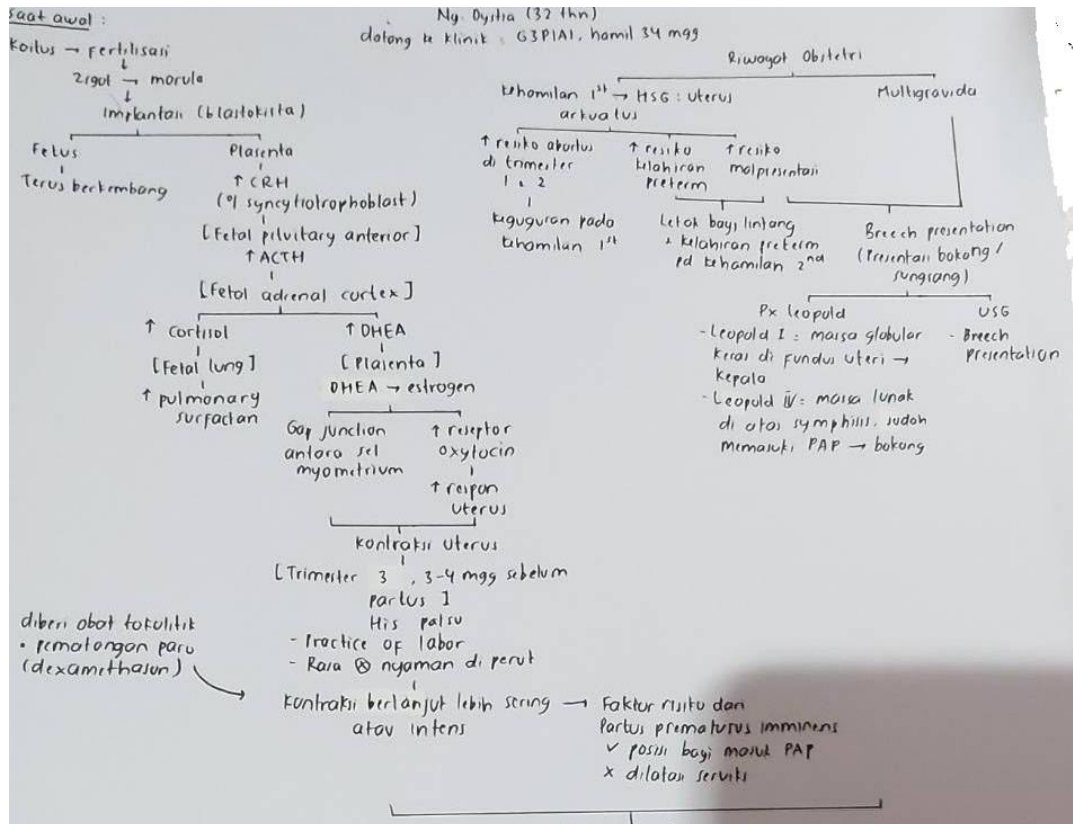 saat awal :
Ny. Dystia (32 thn)
datang ke klinik : G3P1A1, hamil 34 mgg
Koitus → fertilisasi
↓
Zigot → morula
↓
Implantasi (blastokista)
Fetus
Terus berkembang
Plasenta
↑ CRH
(o/ syncytiotrophoblast)
[Fetal pituitary anterior]
↑ ACTH
[Fetal adrenal cortex]
↑ Cortisol
[Fetal lung]
↑ pulmonary
surfactan
↑ DHEA
[Plasenta]
DHEA → estrogen
Gap junction
antara sel
myometrium
↑ reseptor
oxytocin
↑ respon
uterus
Kontraksi uterus
[Trimester 3 , 3-4 mgg sebelum
partus]
His palsu
- Practice of labor
- Rasa ⊗ nyaman di perut
diberi obat tokolitik
+ pematangan paru
(dexamethason)
Kontraksi berlanjut lebih sering → Faktor risiko dan
atau intens
Partus prematurus imminens
✓ posisi bayi masuk PAP
× dilatasi serviks
Riwayat Obstetri
kehamilan 1st → HSG : uterus
arkuatus
Multigravida
↑ resiko abortus
di trimester
1 & 2
keguguran pada
kehamilan 1st
↑ resiko
kelahiran
preterm
↑ resiko
malpresentasi
Letak bayi lintang
+ kelahiran preterm
pd kehamilan 2nd
Breech presentation
(Presentasi bokong /
sungsang)
Px leopold
- Leopold I : massa globular
keras di fundus uteri →
kepala
- Leopold IV : massa lunak
di atas symphisis, sudah
memasuki PAP → bokong
USG
- Breech
presentation